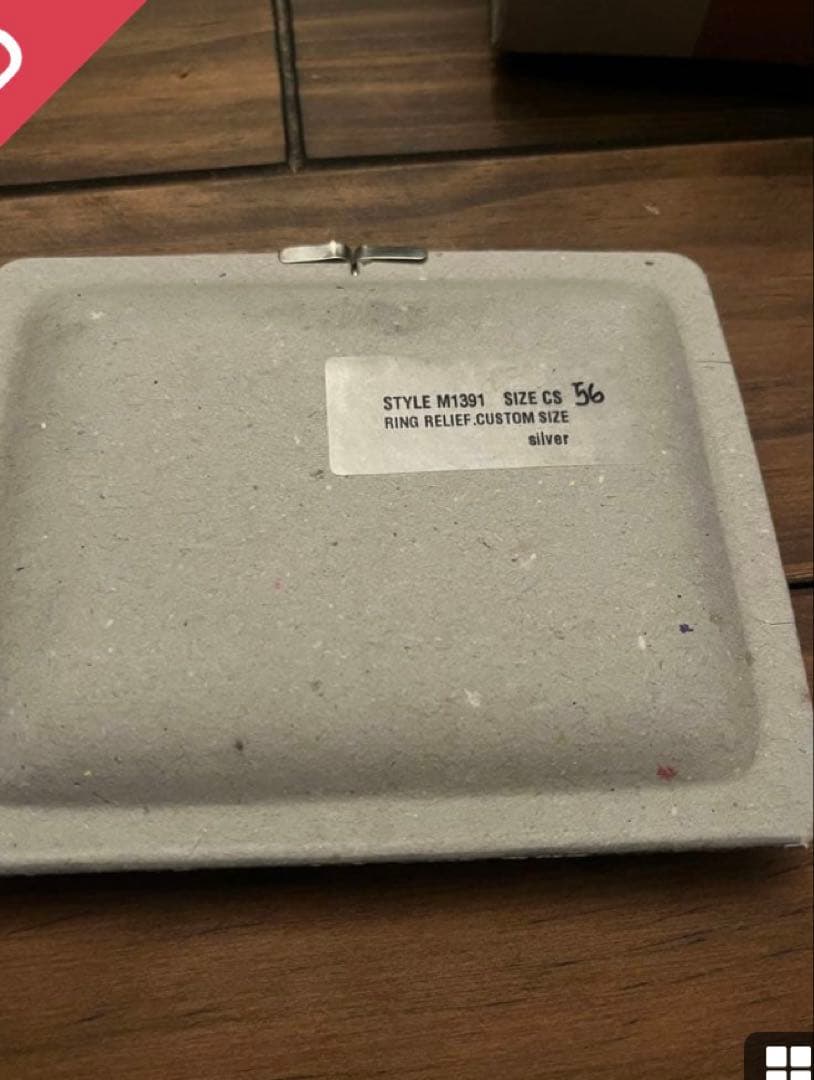 STYLE M1391 SIZE CS 56
RING RELIEF.CUSTOM SIZE
silver